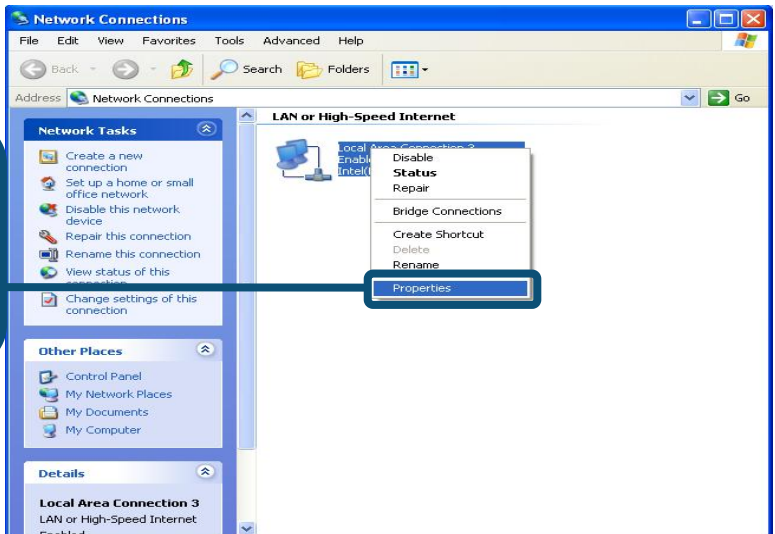 Network Connections
File Edit View Favorites Tools Advanced Help
Back Search Folders
Address Network Connections Go
Network Tasks
Create a new
connection
Set up a home or small
office network
Disable this network
device
Repair this connection
Rename this connection
View status of this
connection
Change settings of this
connection
Other Places
Control Panel
My Network Places
My Documents
My Computer
Details
Local Area Connection 3
LAN or High-Speed Internet
Enabled
LAN or High-Speed Internet
Local Area Connection 3
Disable
Status
Repair
Bridge Connections
Create Shortcut
Delete
Rename
Properties